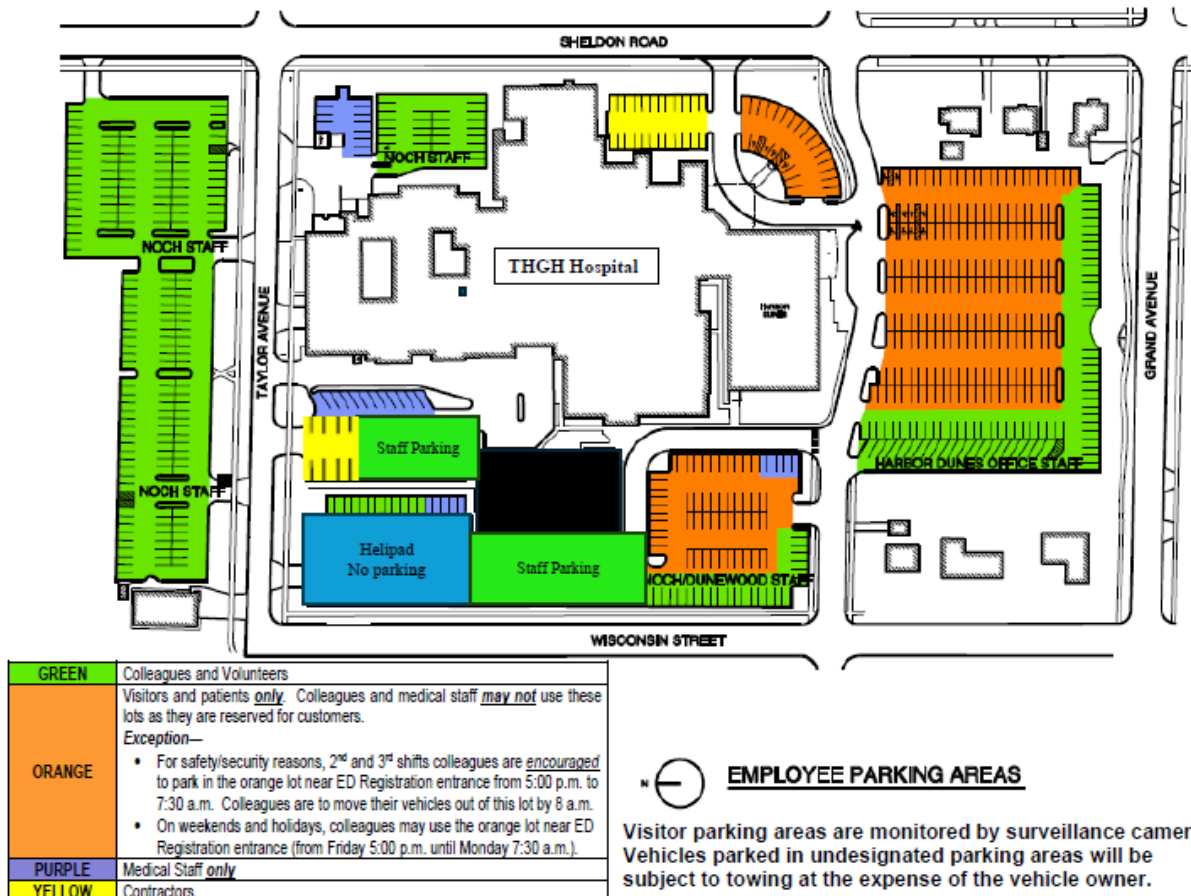 SHELDON ROAD
NOCH STAFF
NOCH STAFF
THGH Hospital
TAYLOR AVENUE
GRAND AVENUE
Staff Parking
HARBOR DUNES OFFICE STAFF
NOCH STAFF
Helipad
No parking
Staff Parking
NOCH/DUNEWOOD STAFF
WISCONSIN STREET
GREEN Colleagues and Volunteers
ORANGE Visitors and patients only. Colleagues and medical staff may not use these
lots as they are reserved for customers.
Exception—
• For safety/security reasons, 2nd and 3rd shifts colleagues are encouraged
to park in the orange lot near ED Registration entrance from 5:00 p.m. to
7:30 a.m. Colleagues are to move their vehicles out of this lot by 8 a.m.
• On weekends and holidays, colleagues may use the orange lot near ED
Registration entrance (from Friday 5:00 p.m. until Monday 7:30 a.m.).
PURPLE Medical Staff only
YELLOW Contractors
N
EMPLOYEE PARKING AREAS
Visitor parking areas are monitored by surveillance camer
Vehicles parked in undesignated parking areas will be
subject to towing at the expense of the vehicle owner.